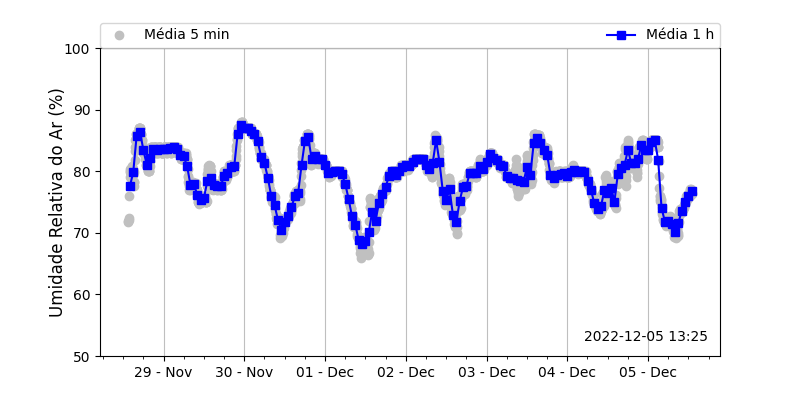 Média 5 min
Média 1 h
Umidade Relativa do Ar (%)
100
90
80
70
60
50
2022-12-05 13:25
29 - Nov
30 - Nov
01 - Dec
02 - Dec
03 - Dec
04 - Dec
05 - Dec